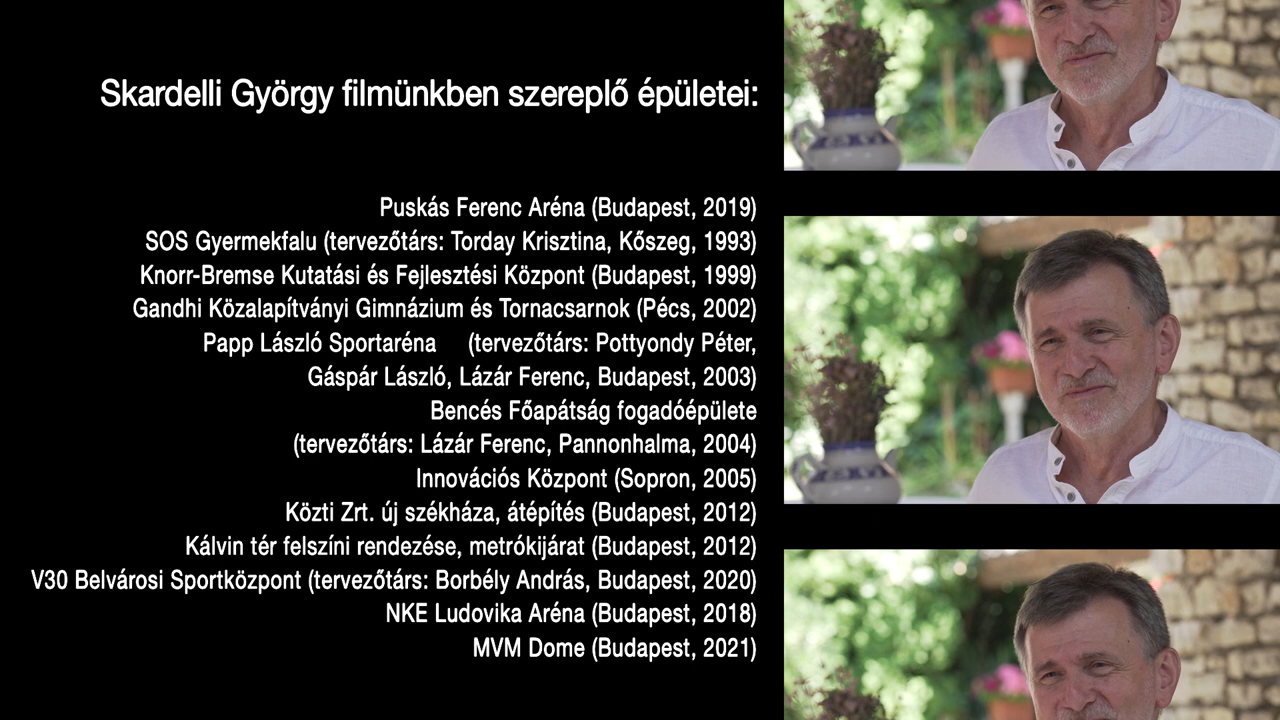 Skardelli György filmünkben szereplő épületei:
Puskás Ferenc Aréna (Budapest, 2019)
SOS Gyermekfalu (tervezőtárs: Torday Krisztina, Kőszeg, 1993)
Knorr-Bremse Kutatási és Fejlesztési Központ (Budapest, 1999)
Gandhi Közalapítványi Gimnázium és Tornacsarnok (Pécs, 2002)
Papp László Sportaréna (tervezőtárs: Pottyondy Péter,
Gáspár László, Lázár Ferenc, Budapest, 2003)
Bencés Főapátság fogadóépülete
(tervezőtárs: Lázár Ferenc, Pannonhalma, 2004)
Innovációs Központ (Sopron, 2005)
Közti Zrt. új székháza, átépítés (Budapest, 2012)
Kálvin tér felszíni rendezése, metrókijárat (Budapest, 2012)
V30 Belvárosi Sportközpont (tervezőtárs: Borbély András, Budapest, 2020)
NKE Ludovika Aréna (Budapest, 2018)
MVM Dome (Budapest, 2021)